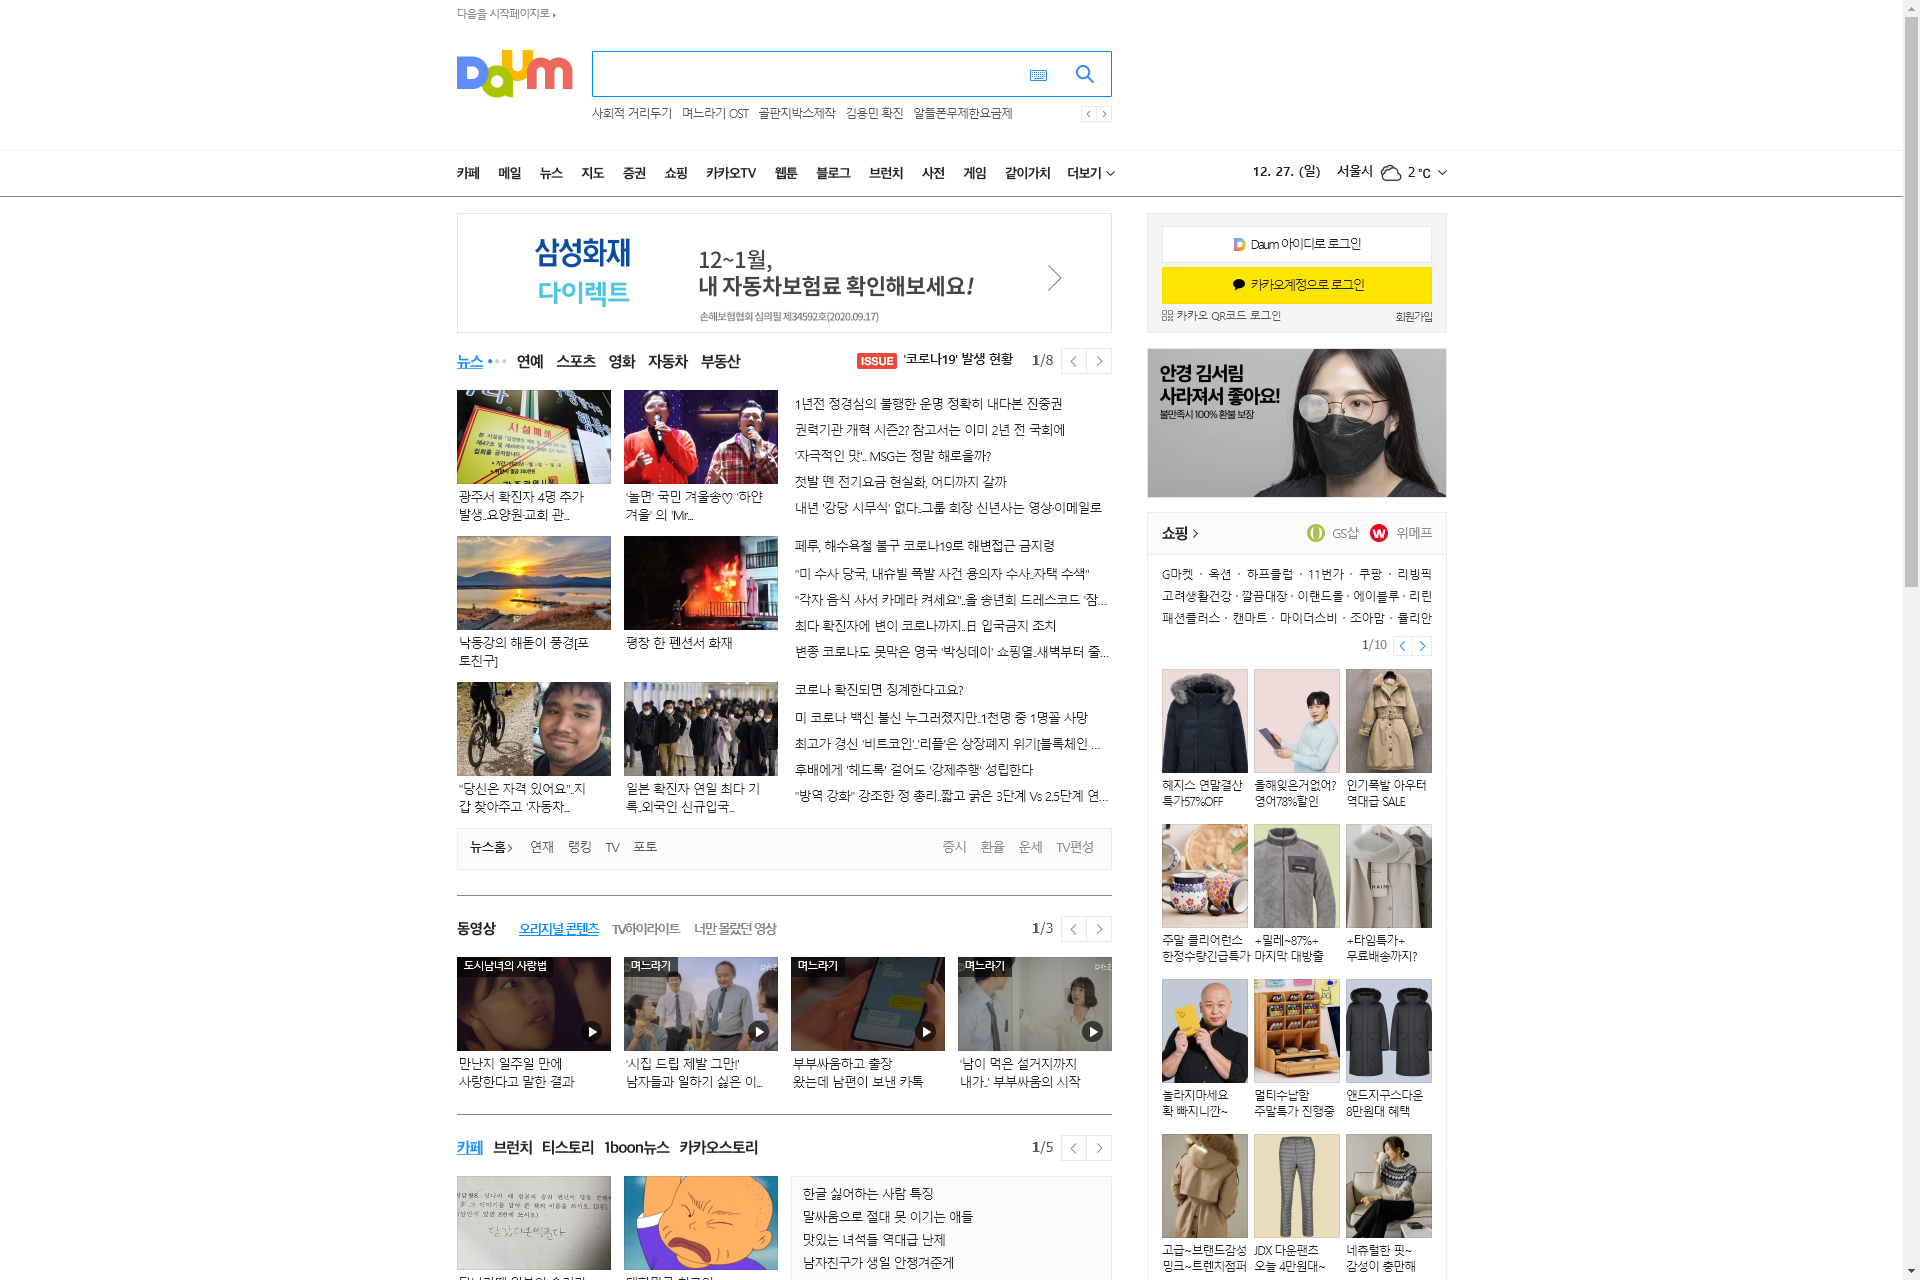 다음을 시작페이지로
Daum
사회적 거리두기 며느라기 OST 골판지박스제작 김용민 확진 알뜰폰무제한요금제
카페 메일 뉴스 지도 증권 쇼핑 카카오TV 웹툰 블로그 브런치 사전 게임 같이가치 더보기
12. 27. (일) 서울시 2 ℃
삼성화재
다이렉트
12~1월,
내 자동차보험료 확인해보세요!
손해보험협회 심의필 제34592호(2020.09.17)
Daum 아이디로 로그인
카카오계정으로 로그인
카카오 QR코드 로그인 회원가입
뉴스 연예 스포츠 영화 자동차 부동산
ISSUE '코로나19' 발생 현황 1/8
시설폐쇄
광주서 확진자 4명 추가
발생..요양원·교회 관...
'놀면' 국민 겨울송♡ '하얀
겨울' 의 'Mr...
낙동강의 해돋이 풍경[포
토친구]
평창 한 펜션서 화재
"당신은 자격 있어요"..지
갑 찾아주고 '자동차...
일본 확진자 연일 최다 기
록..외국인 신규입국...
1년전 정경심의 불행한 운명 정확히 내다본 진중권
권력기관 개혁 시즌2? 참고서는 이미 2년 전 국회에
'자극적인 맛'.. MSG는 정말 해로울까?
첫발 뗀 전기요금 현실화, 어디까지 갈까
내년 '강당 시무식' 없다..그룹 회장 신년사는 영상·이메일로
페루, 해수욕철 불구 코로나19로 해변접근 금지령
"미 수사 당국, 내슈빌 폭발 사건 용의자 수사..자택 수색"
"각자 음식 사서 카메라 켜세요"..올 송년회 드레스코드 '잠...
최다 확진자에 변이 코로나까지..日 입국금지 조치
변종 코로나도 못막은 영국 '박싱데이' 쇼핑열..새벽부터 줄...
코로나 확진되면 징계한다고요?
미 코로나 백신 불신 누그러졌지만..1천명 중 1명꼴 사망
최고가 경신 '비트코인'..'리플'은 상장폐지 위기[블록체인 ...
후배에게 '헤드록' 걸어도 '강제추행' 성립한다
"방역 강화" 강조한 정 총리..짧고 굵은 3단계 Vs 2.5단계 연...
뉴스홈 연재 랭킹 TV 포토 증시 환율 운세 TV편성
동영상 오리지널 콘텐츠 TV하이라이트 너만 몰랐던 영상 1/3
도시남녀의 사랑법
만난지 일주일 만에
사랑한다고 말한 결과
며느라기
'시집 드립 제발 그만!'
남자들과 일하기 싫은 이...
며느라기
부부싸움하고 출장
왔는데 남편이 보낸 카톡
며느라기
'남이 먹은 설거지까지
내가..' 부부싸움의 시작
카페 브런치 티스토리 1boon뉴스 카카오스토리 1/5
한글 싫어하는 사람 특징
말싸움으로 절대 못 이기는 애들
맛있는 녀석들 역대급 난제
남자친구가 생일 안챙겨준게
안경 김서림
사라져서 좋아요!
불만족시 100% 환불 보장
쇼핑 GS샵 위메프
G마켓 · 옥션 · 하프클럽 · 11번가 · 쿠팡 · 리빙픽
고려생활건강 · 깔끔대장 · 이랜드몰 · 에이블루 · 리린
패션플러스 · 캔마트 · 마이더스비 · 조아맘 · 률리안
1/10
헤지스 연말결산
특가57%OFF
올해잊은거없어?
영어78%할인
인기폭발 아우터
역대급 SALE
주말 클리어런스
한정수량긴급특가
+밀레~87%+
마지막 대방출
+타임특가+
무료배송까지?
놀라지마세요
확 빠지니깐~
멀티수납함
주말특가 진행중
앤드지구스다운
8만원대 혜택
고급~브랜드감성
밍크~트렌지점퍼
JDX 다운팬츠
오늘 4만원대~
네츄럴한 핏~
감성이 충만해